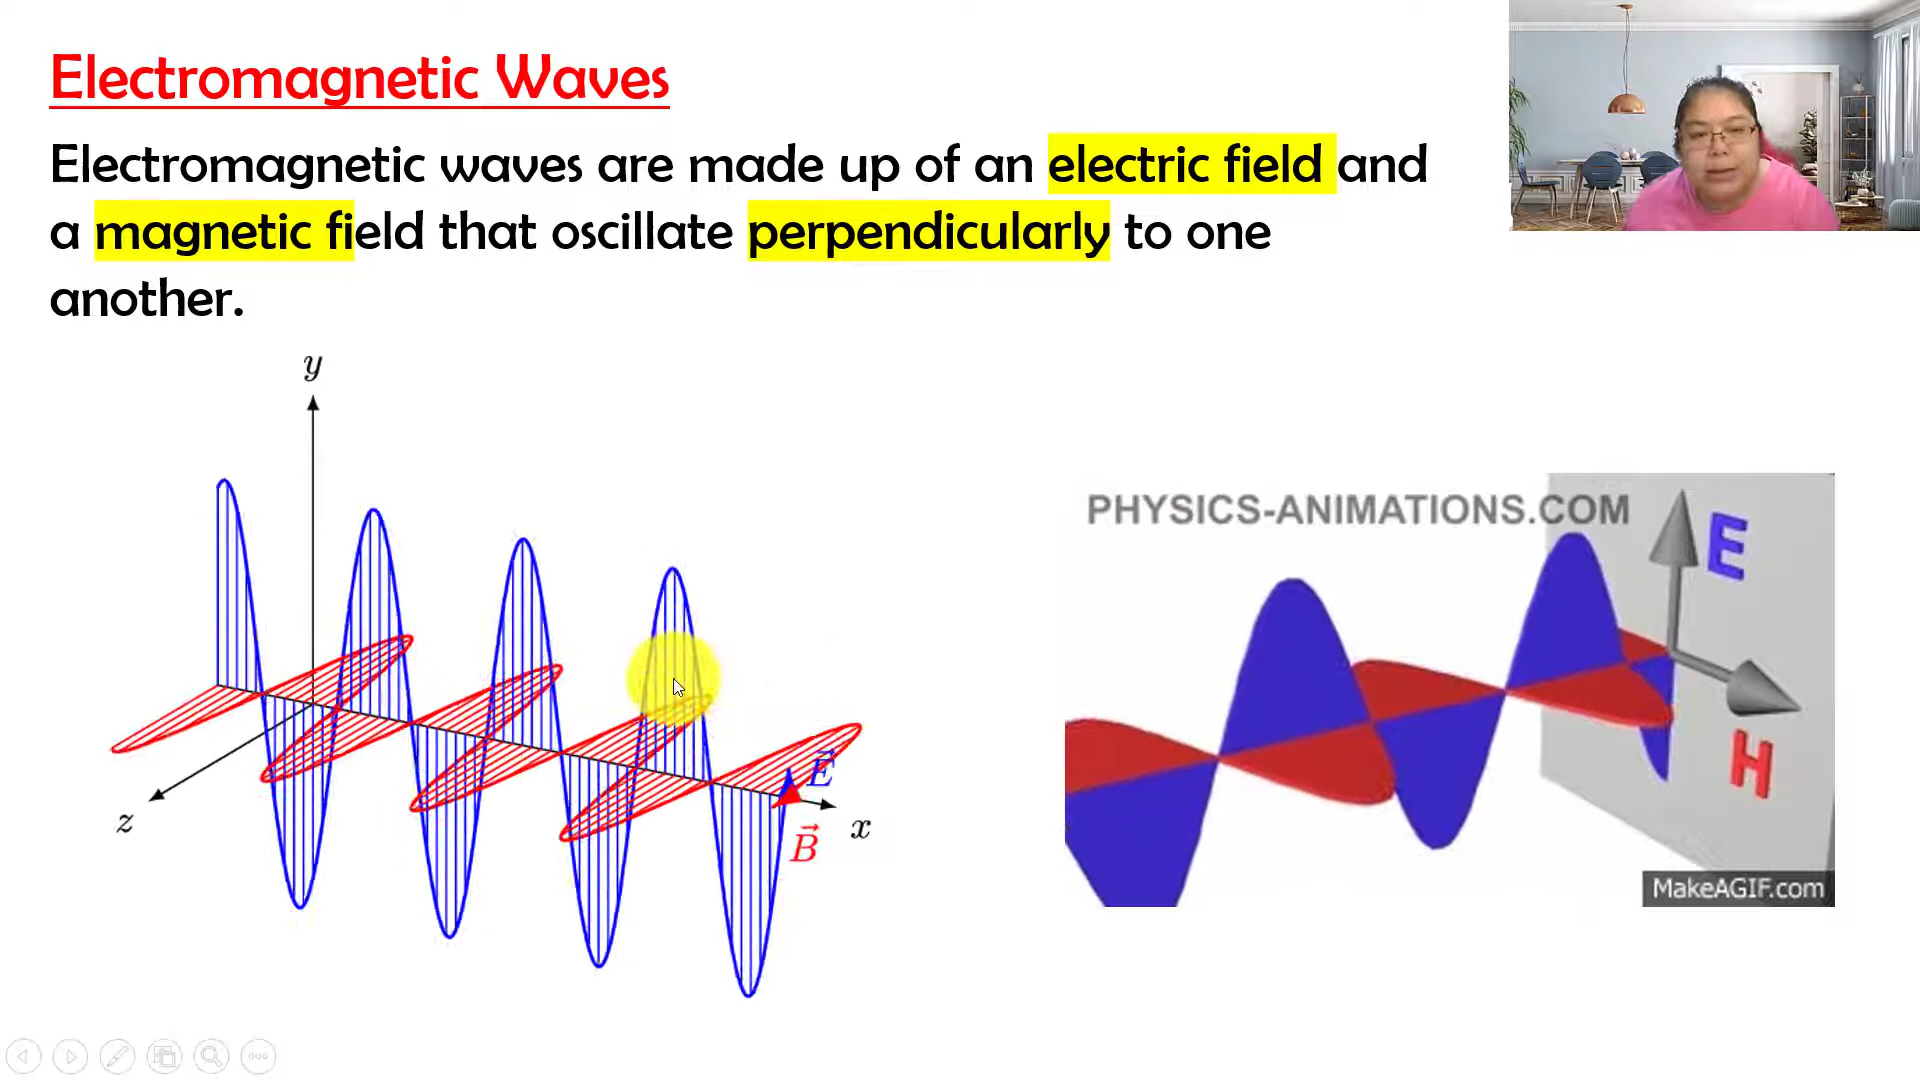 Electromagnetic Waves
Electromagnetic waves are made up of an electric field and
a magnetic field that oscillate perpendicularly to one
another.
y
z
x
E
B
PHYSICS-ANIMATIONS.COM
E
H
MakeAGIF.com